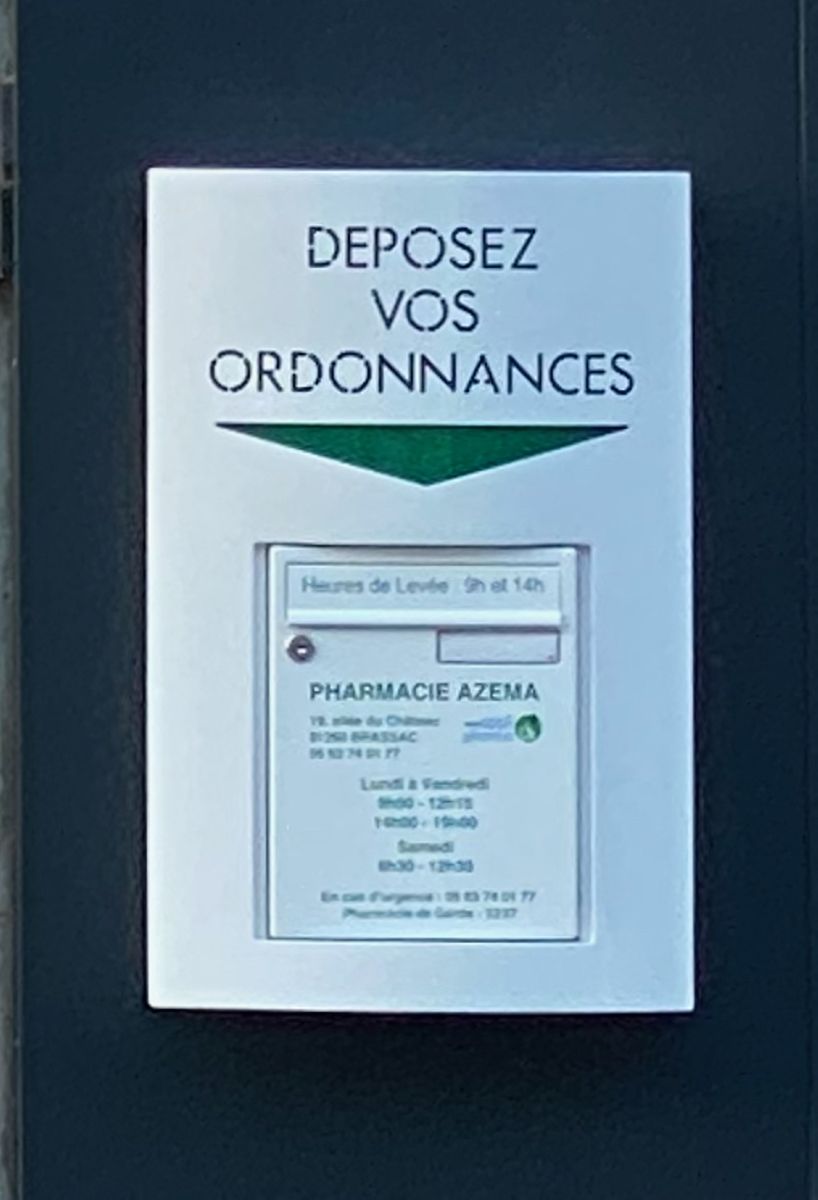 DEPOSEZ
VOS
ORDONNANCES
Heures de Levée : 9h et 14h
PHARMACIE AZEMA
19, allée du Château
81260 BRASSAC
05 63 74 01 77
Lundi à Vendredi
- 12h15
14h00 - 19h00
Samedi
- 12h30
En cas d'urgence : 05 63 74 01 77
Pharmacie de Garde : 3237